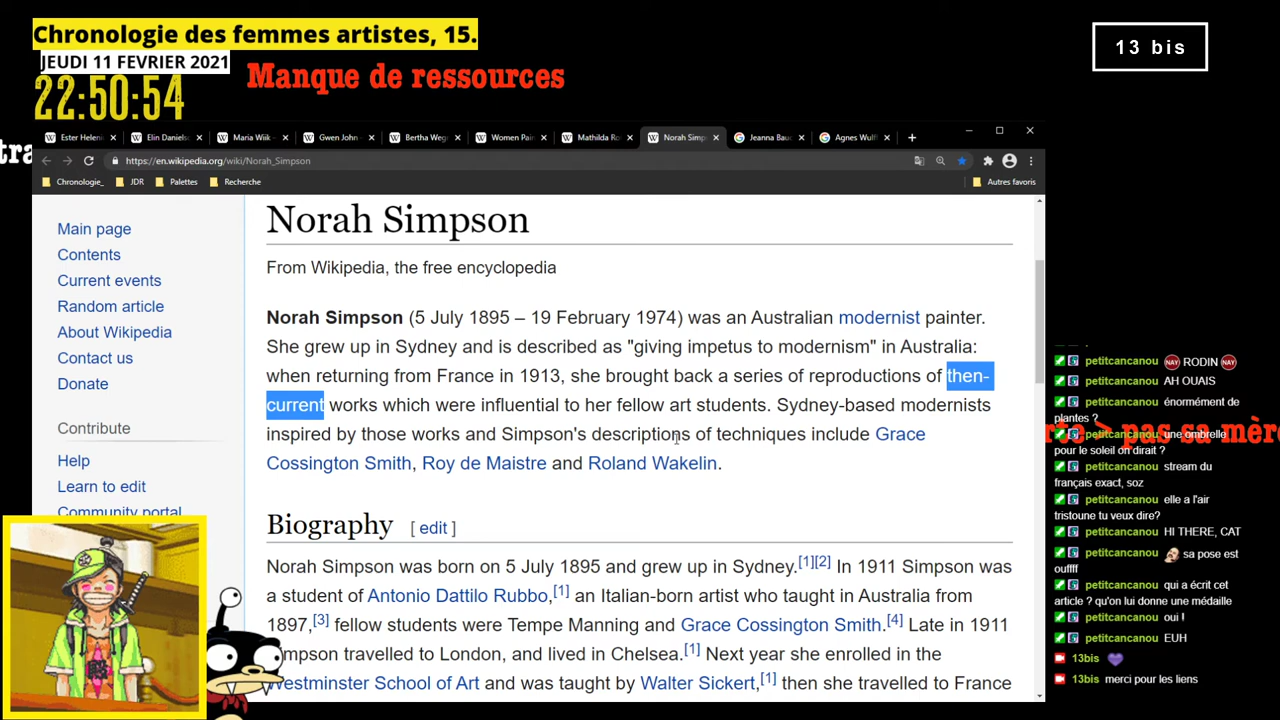 Chronologie des femmes artistes, 15.
JEUDI 11 FEVRIER 2021
22:50:54
Manque de ressources
13 bis
Ester Heleni
Elin Daniels
Maria Wiik -
Gwen John -
Bertha Weg
Women Pain
Mathilda Ro
Norah Simp
Jeanna Bau
Agnes Wulf
https://en.wikipedia.org/wiki/Norah_Simpson
Chronologie_
JDR
Palettes
Recherche
Autres favoris
Main page
Contents
Current events
Random article
About Wikipedia
Contact us
Donate
Contribute
Help
Learn to edit
Community portal
Norah Simpson
From Wikipedia, the free encyclopedia
Norah Simpson (5 July 1895 – 19 February 1974) was an Australian modernist painter.
She grew up in Sydney and is described as "giving impetus to modernism" in Australia:
when returning from France in 1913, she brought back a series of reproductions of then-
current works which were influential to her fellow art students. Sydney-based modernists
inspired by those works and Simpson's descriptions of techniques include Grace
Cossington Smith, Roy de Maistre and Roland Wakelin.
Biography [ edit ]
Norah Simpson was born on 5 July 1895 and grew up in Sydney.[1][2] In 1911 Simpson was
a student of Antonio Dattilo Rubbo,[1] an Italian-born artist who taught in Australia from
1897,[3] fellow students were Tempe Manning and Grace Cossington Smith.[4] Late in 1911
Simpson travelled to London, and lived in Chelsea.[1] Next year she enrolled in the
Westminster School of Art and was taught by Walter Sickert,[1] then she travelled to France
petitcancanou NAY RODIN NAY
petitcancanou AH OUAIS
petitcancanou énormément de
plantes ?
petitcancanou une ombrelle
pour le soleil on dirait ?
> pas sa mère
petitcancanou stream du
français exact, soz
petitcancanou elle a l'air
tristoune tu veux dire?
petitcancanou HI THERE, CAT
petitcancanou sa pose est
ouffff
petitcancanou qui a écrit cet
article ? qu'on lui donne une médaille
petitcancanou oui !
petitcancanou EUH
13bis
13bis merci pour les liens